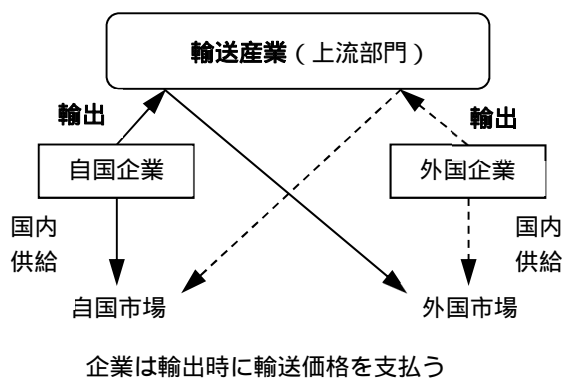 輸送産業（上流部門）
輸出
輸出
自国企業
外国企業
国内
供給
国内
供給
自国市場
外国市場
企業は輸出時に輸送価格を支払う